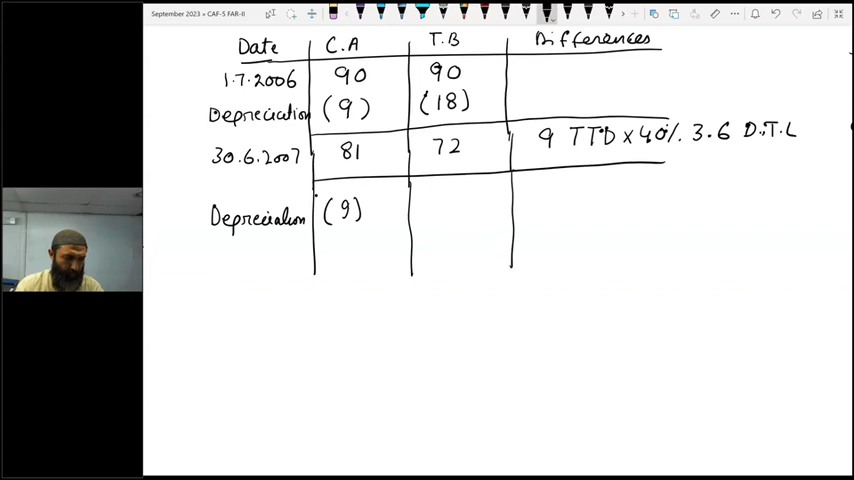 September 2023 » CAF-5 FAR-II
Date C.A T.B Differences
1.7.2006 90 90
Depreciation (9) (18)
30.6.2007 81 72 9 TTD x 40% 3.6 D.T.L
Depreciation (9)